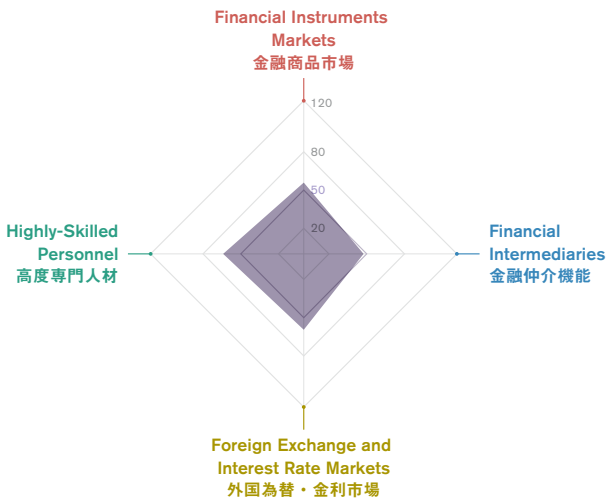 Financial Instruments
Markets
金融商品市場
120
80
50
20
Highly-Skilled
Personnel
高度専門人材
Financial
Intermediaries
金融仲介機能
Foreign Exchange and
Interest Rate Markets
外国為替・金利市場